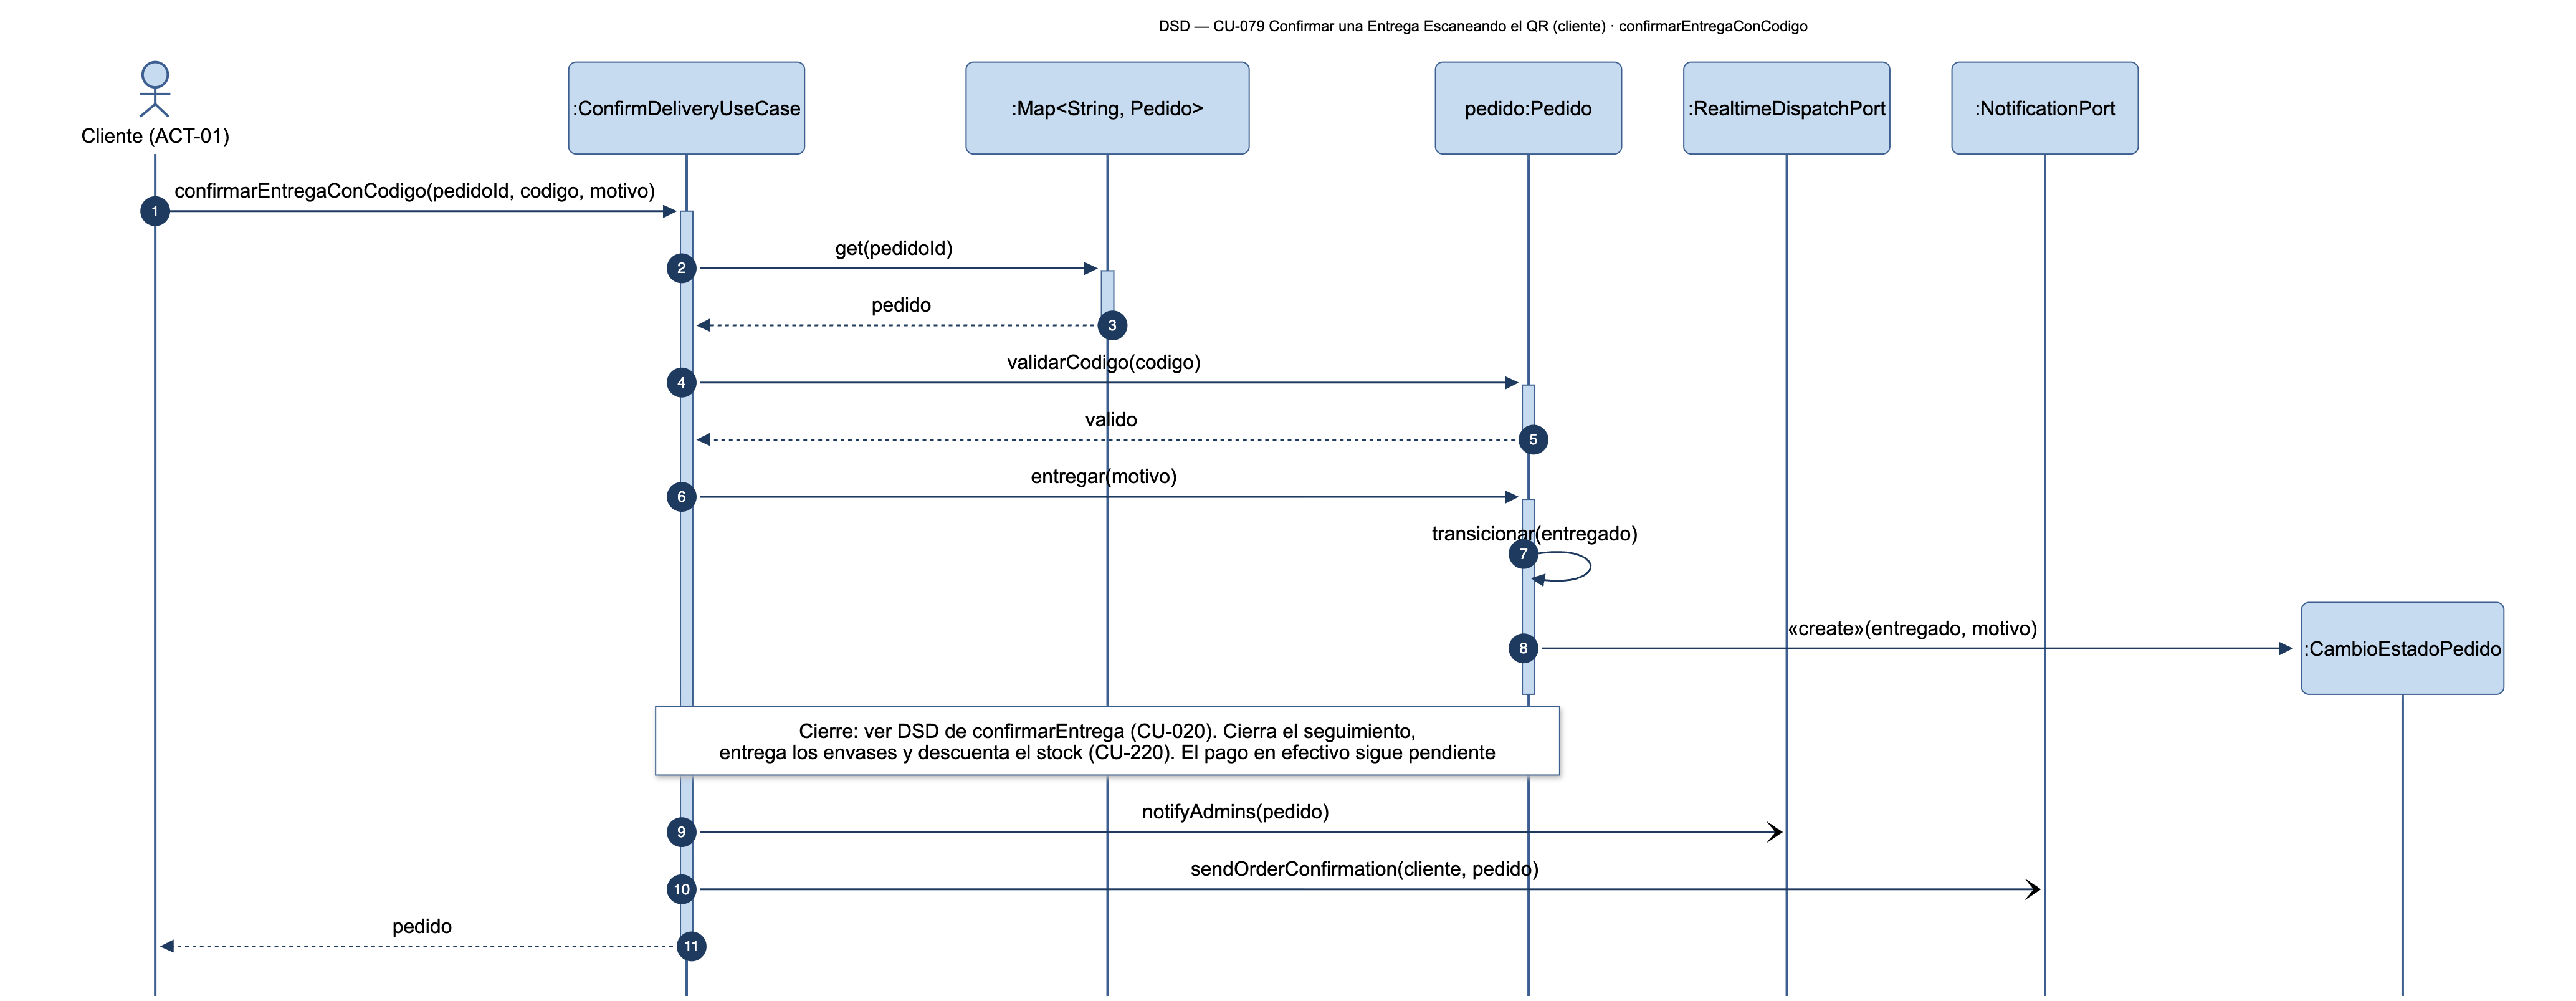 DSD — CU-079 Confirmar una Entrega Escaneando el QR (cliente) · confirmarEntregaConCodigo
Cliente (ACT-01)
:ConfirmDeliveryUseCase
:Map<String, Pedido>
pedido:Pedido
:RealtimeDispatchPort
:NotificationPort
confirmarEntregaConCodigo(pedidoId, codigo, motivo)
1
get(pedidoId)
2
pedido
3
validarCodigo(codigo)
4
valido
5
entregar(motivo)
6
transicionar(entregado)
7
«create»(entregado, motivo)
8
:CambioEstadoPedido
Cierre: ver DSD de confirmarEntrega (CU-020). Cierra el seguimiento,
entrega los envases y descuenta el stock (CU-220). El pago en efectivo sigue pendiente
notifyAdmins(pedido)
9
sendOrderConfirmation(cliente, pedido)
10
pedido
11